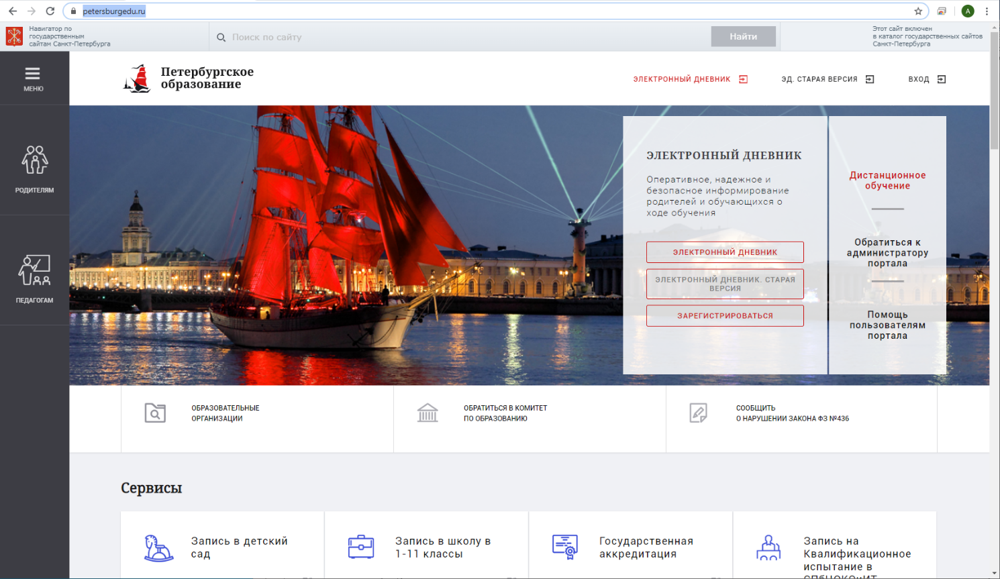 petersburgedu.ru
A
Навигатор по
государственным
сайтам Санкт-Петербурга
Поиск по сайту
Найти
Этот сайт включен
в каталог государственных сайтов
Санкт-Петербурга
МЕНЮ
Петербургское
образование
ЭЛЕКТРОННЫЙ ДНЕВНИК
ЭД. СТАРАЯ ВЕРСИЯ
ВХОД
РОДИТЕЛЯМ
ПЕДАГОГАМ
ЭЛЕКТРОННЫЙ ДНЕВНИК
Оперативное, надежное и
безопасное информирование
родителей и обучающихся о
ходе обучения
ЭЛЕКТРОННЫЙ ДНЕВНИК
ЭЛЕКТРОННЫЙ ДНЕВНИК. СТАРАЯ
ВЕРСИЯ
ЗАРЕГИСТРИРОВАТЬСЯ
Дистанционное
обучение
Обратиться к
администратору
портала
Помощь
пользователям
портала
ОБРАЗОВАТЕЛЬНЫЕ
ОРГАНИЗАЦИИ
ОБРАТИТЬСЯ В КОМИТЕТ
ПО ОБРАЗОВАНИЮ
СООБЩИТЬ
О НАРУШЕНИИ ЗАКОНА ФЗ №436
Сервисы
Запись в детский
сад
Запись в школу в
1-11 классы
Государственная
аккредитация
Запись на
Квалификационное
испытание в
СПбЦОКОиИТ